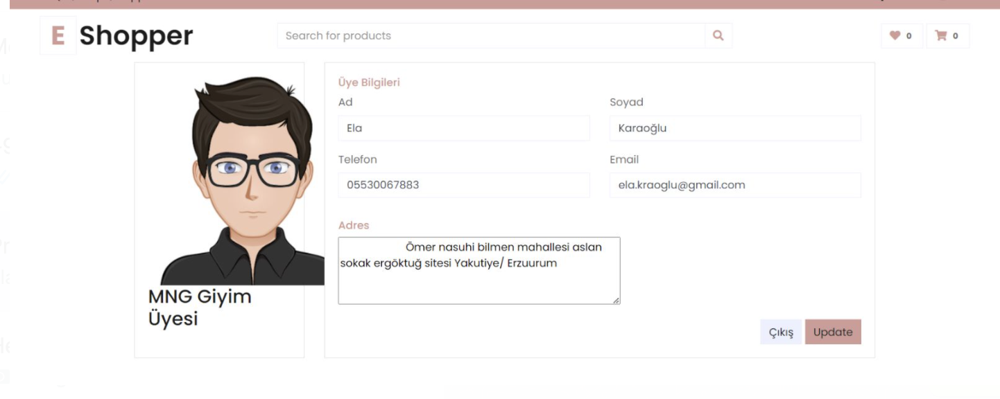 E Shopper
Search for products
0
0
Üye Bilgileri
Ad
Soyad
Ela
Karaoğlu
Telefon
Email
05530067883
ela.kraoglu@gmail.com
Adres
Ömer nasuhi bilmen mahallesi aslan
sokak ergöktuğ sitesi Yakutiye/ Erzuurum
MNG Giyim
Üyesi
Çıkış
Update